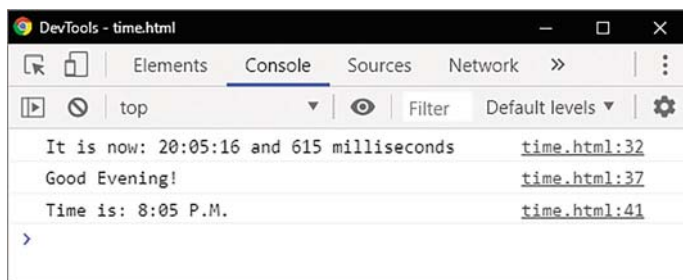 DevTools - time.html
Elements Console Sources Network »
top Filter Default levels
It is now: 20:05:16 and 615 milliseconds time.html:32
Good Evening! time.html:37
Time is: 8:05 P.M. time.html:41
>